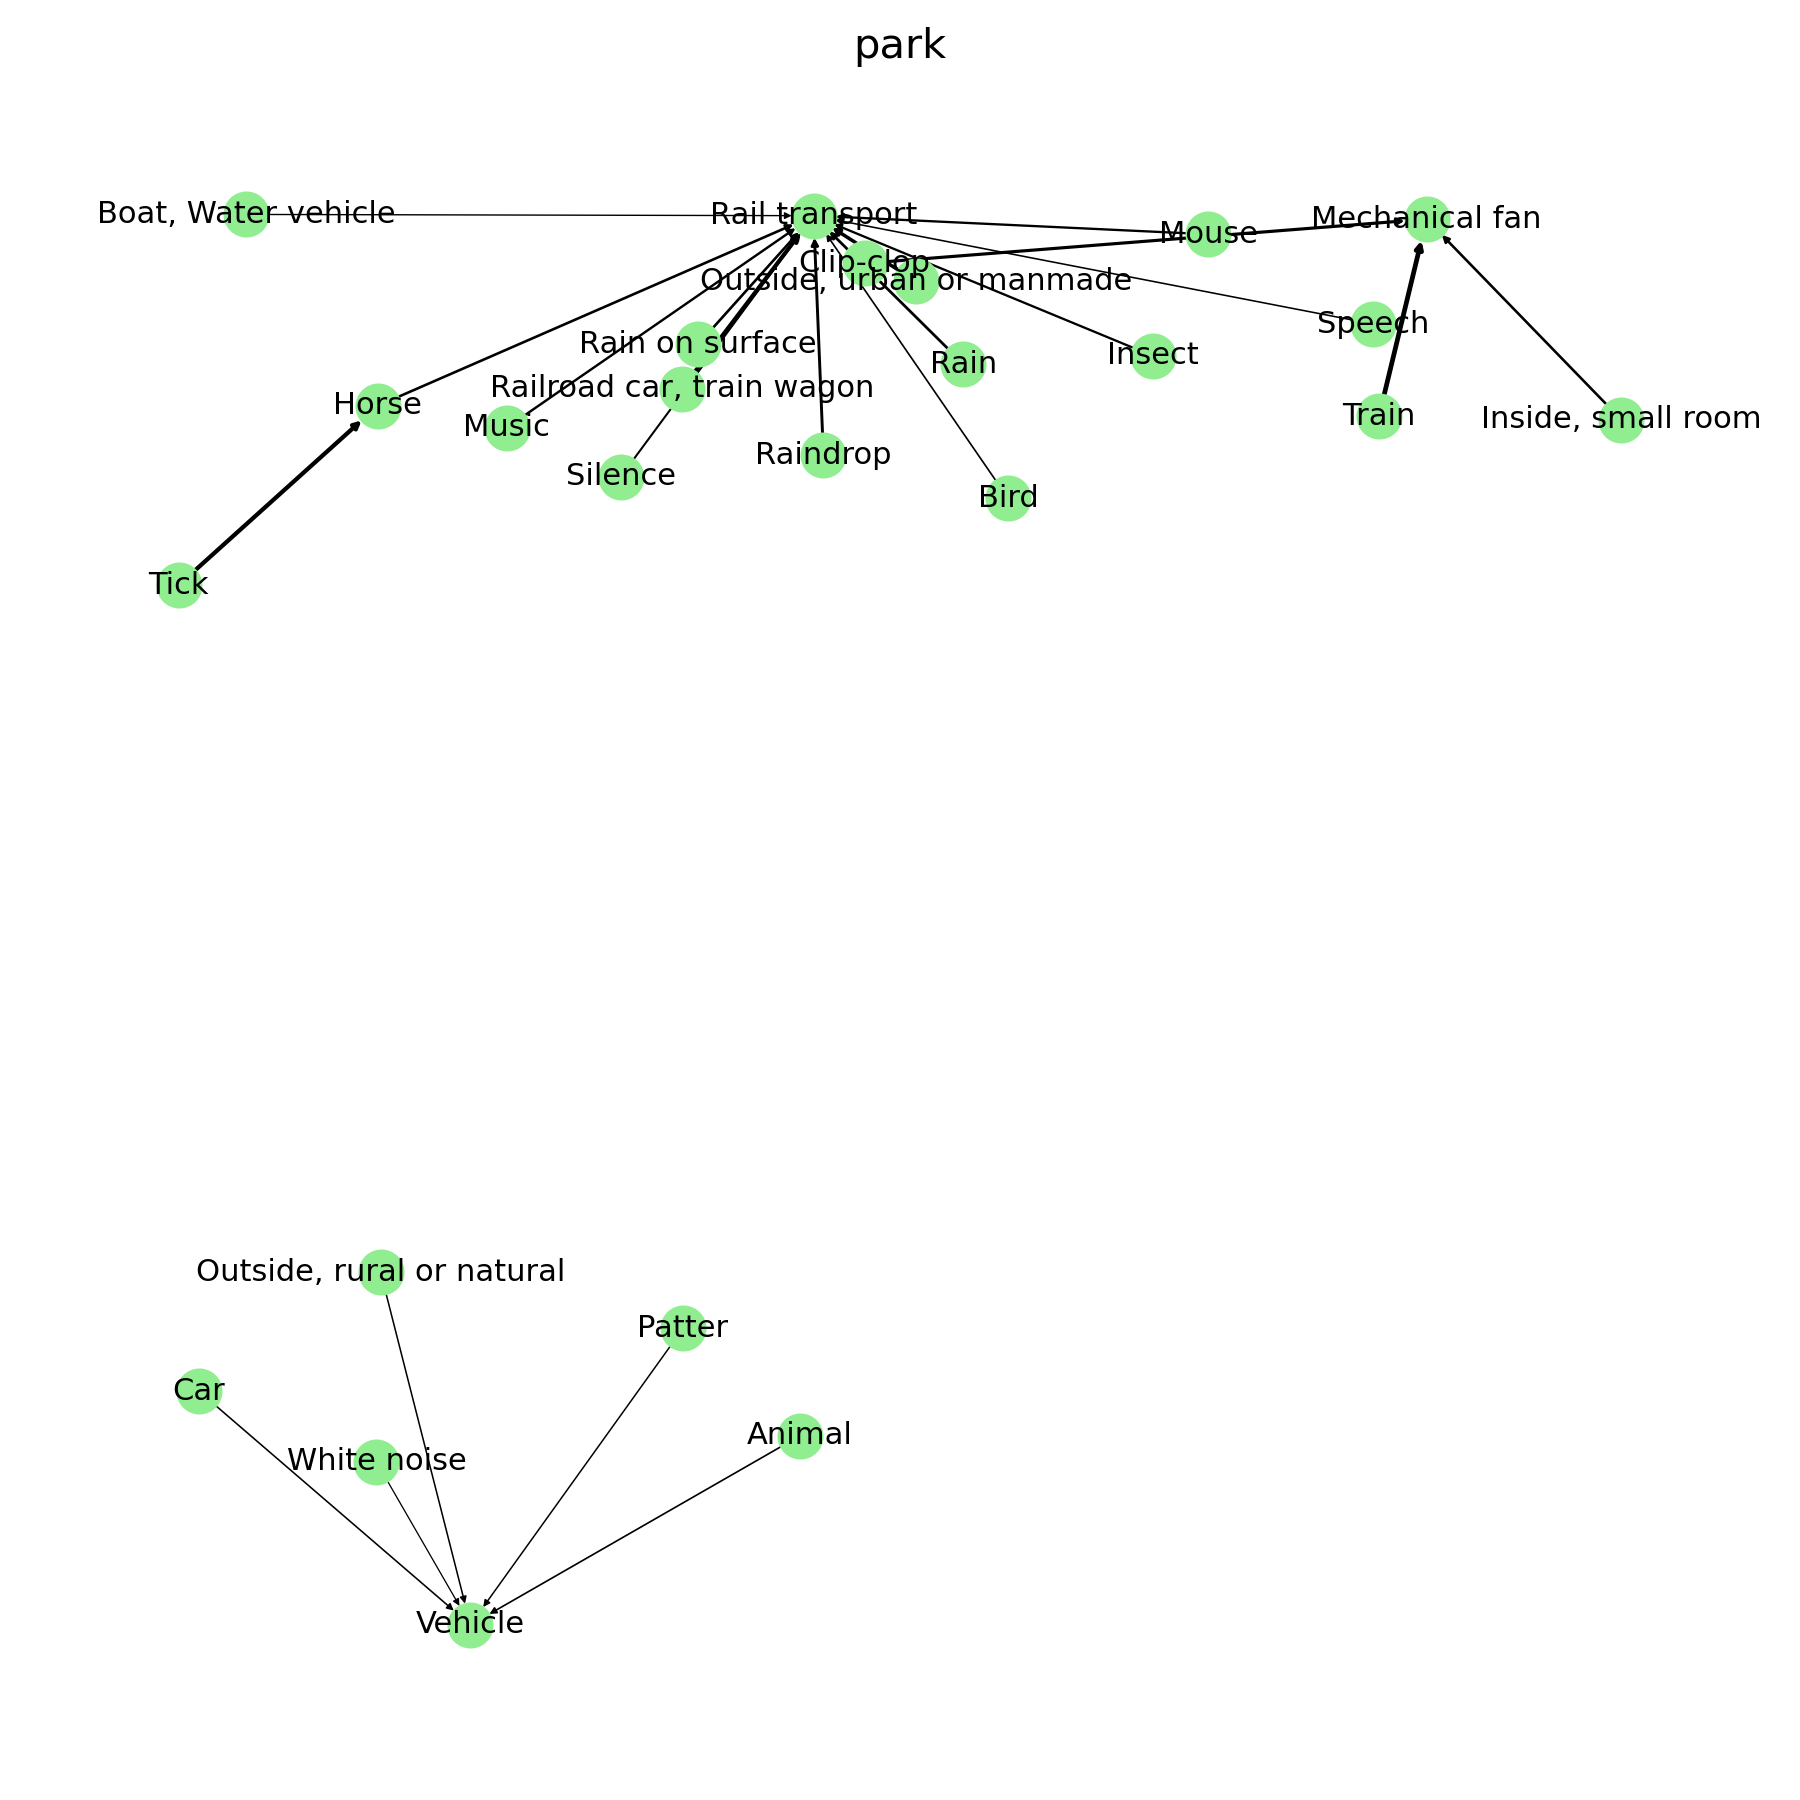 park
Boat, Water vehicle
Rail transport
Mouse
Mechanical fan
Clip-clop
Outside, urban or manmade
Speech
Rain on surface
Rain
Insect
Railroad car, train wagon
Horse
Music
Train
Inside, small room
Raindrop
Silence
Bird
Tick
Outside, rural or natural
Patter
Car
Animal
White noise
Vehicle